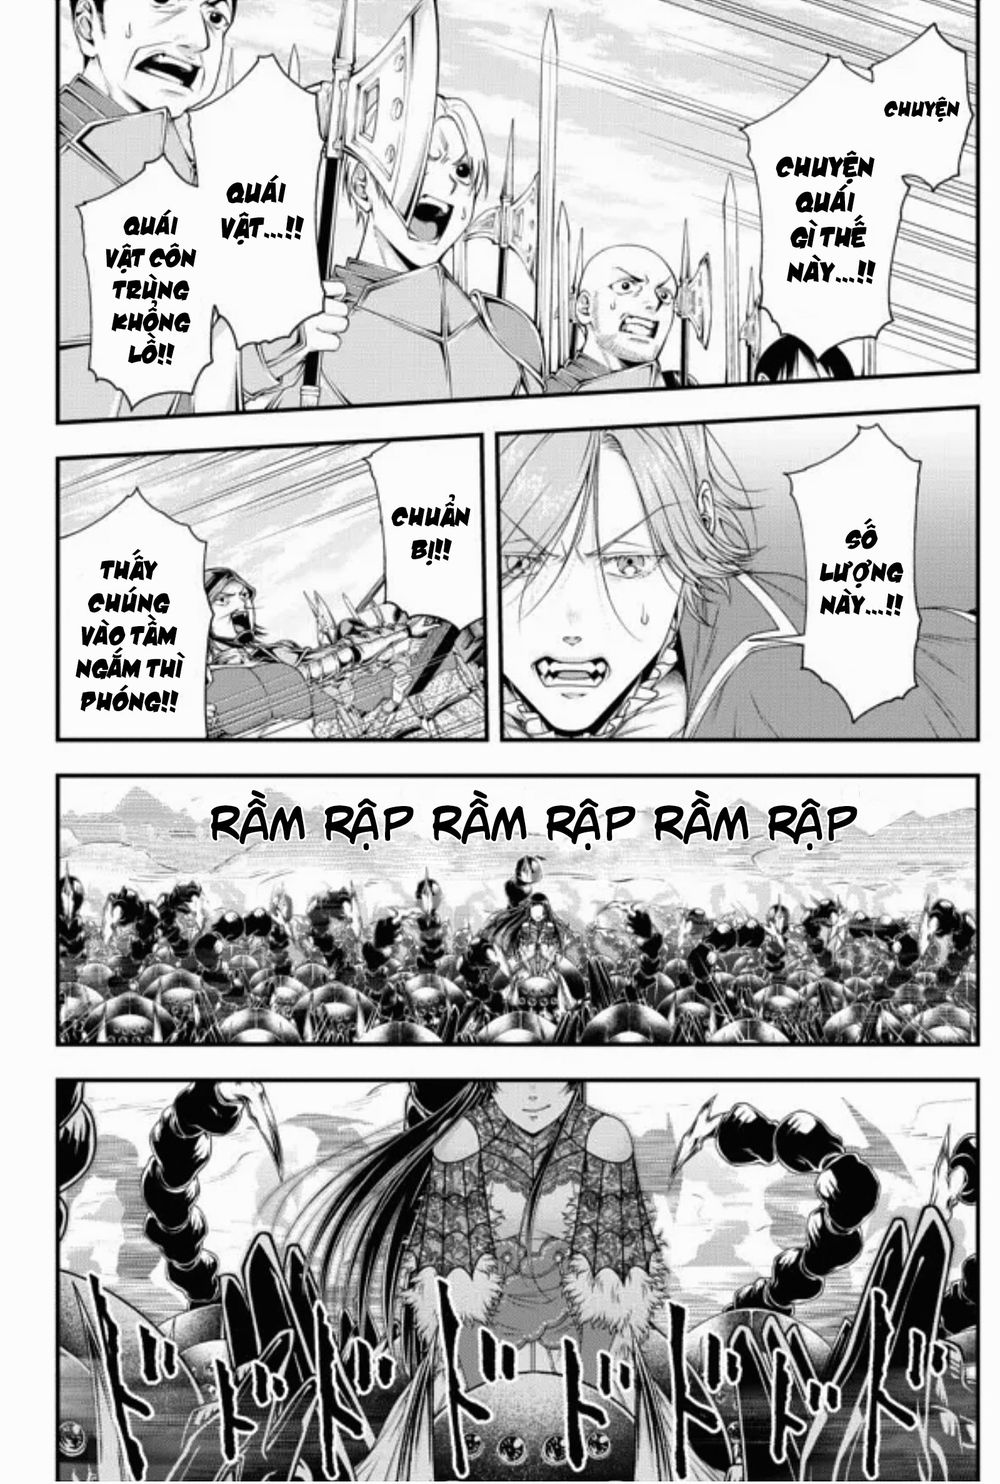 CHUYỆN
CHUYỆN
QUÁI
GÌ THẾ
NÀY...!!
QUÁI
VẬT...!!
QUÁI
VẬT CÔN
TRÙNG
KHỔNG
LỒ!!
SỐ
LƯỢNG
NÀY...!!
CHUẨN
BỊ!!
THẤY
CHÚNG
VÀO TẦM
NGẮM THÌ
PHÓNG!!
RẦM RẬP RẦM RẬP RẦM RẬP
ドドドドドド